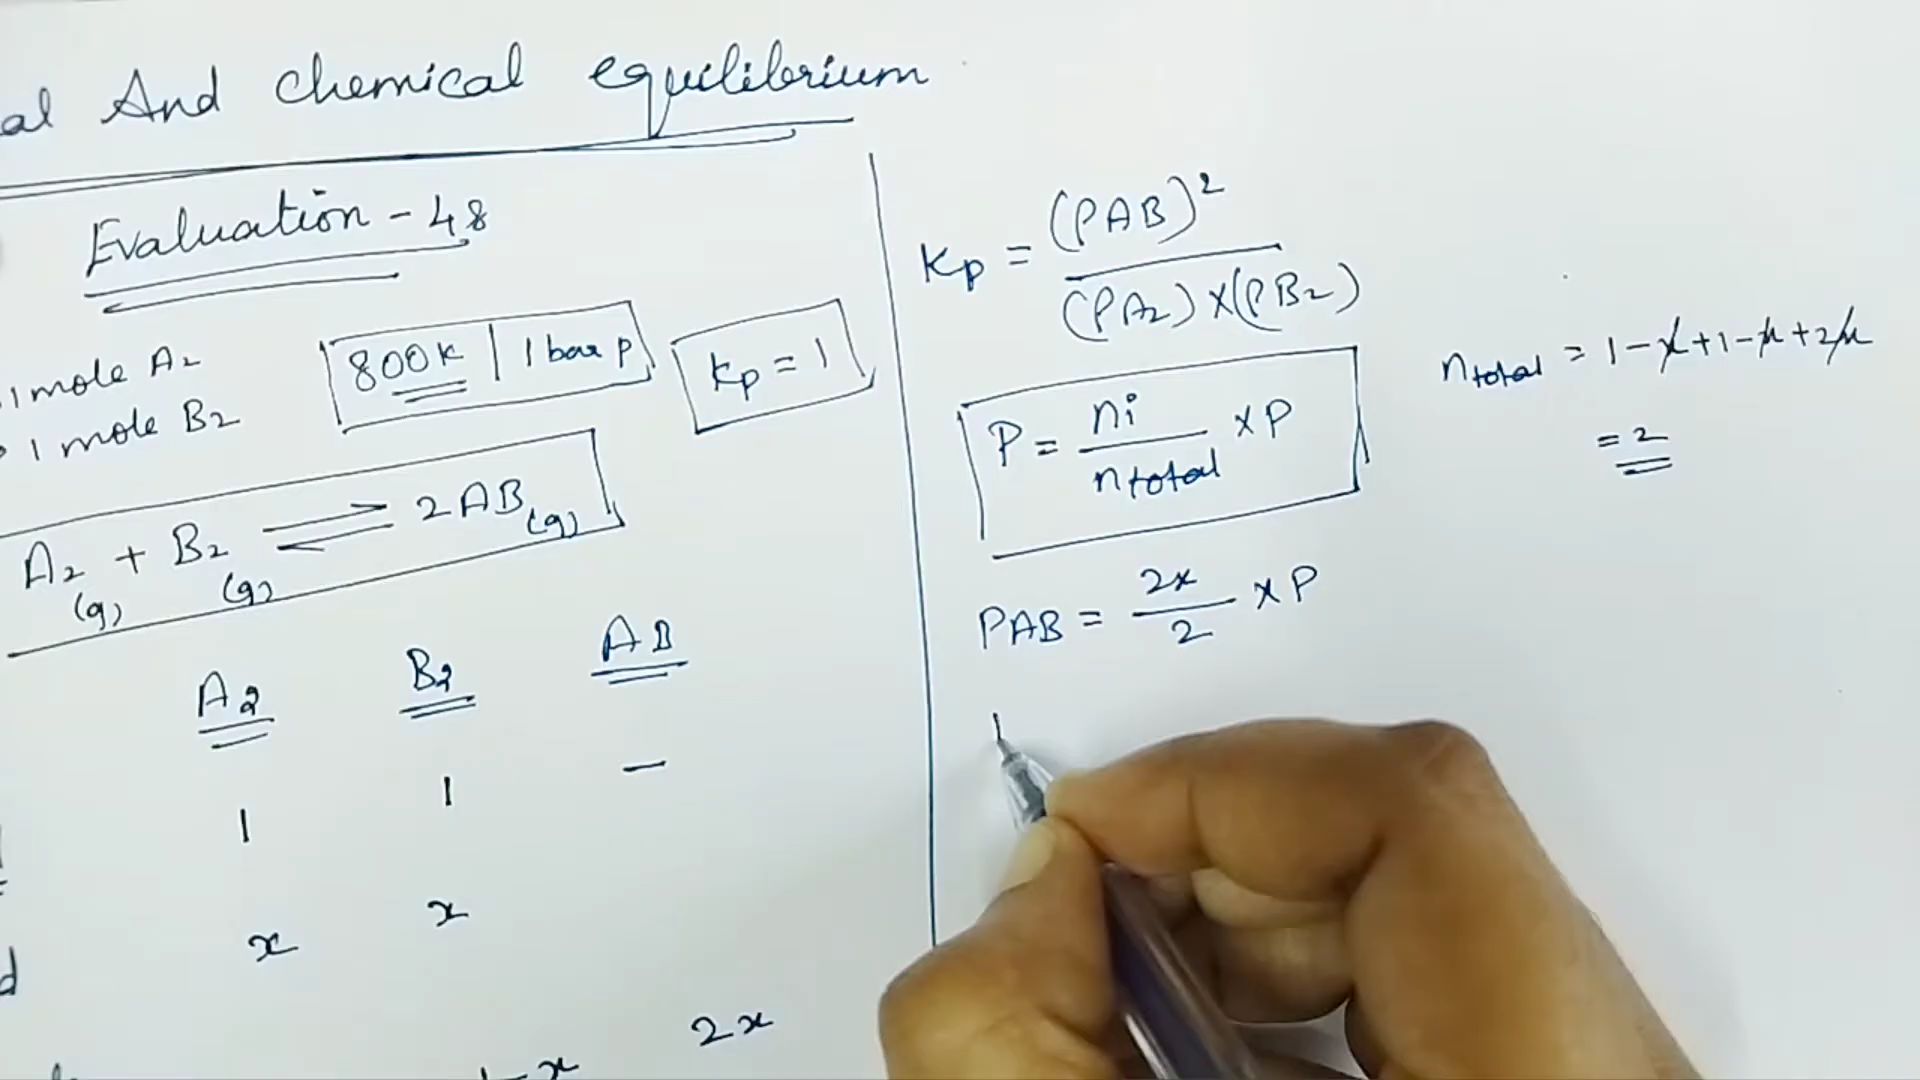 al And chemical equilibrium
Evaluation - 48
1 mole A2
1 mole B2
800K | 1 bar P
Kp = 1
A2 (g) + B2 (g) ⇌ 2AB (g)
A2 B2 AB
1 1 —
x x
d
1-x 2x
Kp = (PAB)² / (PA2) x (PB2)
P = ni / ntotal x P
ntotal = 1 - x + 1 - x + 2x
= 2
PAB = 2x / 2 x P